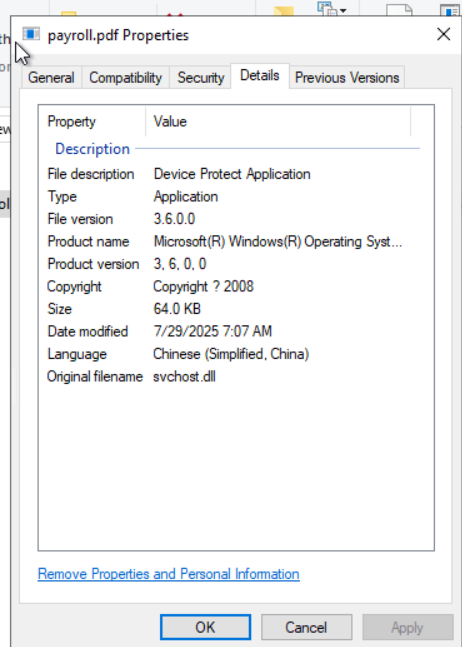 payroll.pdf Properties
General Compatibility Security Details Previous Versions
Property Value
Description
File description Device Protect Application
Type Application
File version 3.6.0.0
Product name Microsoft(R) Windows(R) Operating Syst...
Product version 3, 6, 0, 0
Copyright Copyright ? 2008
Size 64.0 KB
Date modified 7/29/2025 7:07 AM
Language Chinese (Simplified, China)
Original filename svchost.dll
Remove Properties and Personal Information
OK Cancel Apply